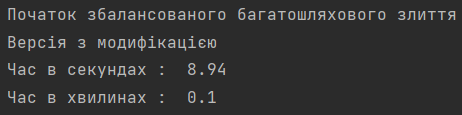 Початок збалансованого багатошляхового злиття
Версія з модифікацією
Час в секундах :  8.94
Час в хвилинах :  0.1